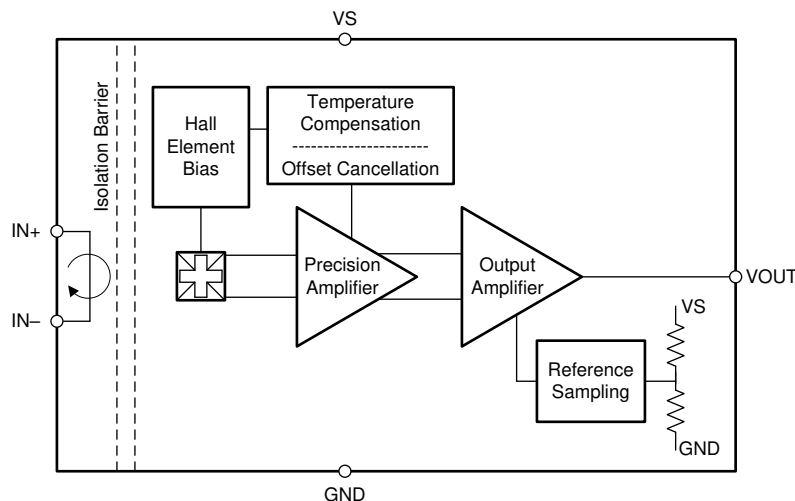 VS
Isolation Barrier
Hall
Element
Bias
Temperature
Compensation
Offset Cancellation
IN+
IN–
Precision
Amplifier
Output
Amplifier
VOUT
VS
Reference
Sampling
GND
GND